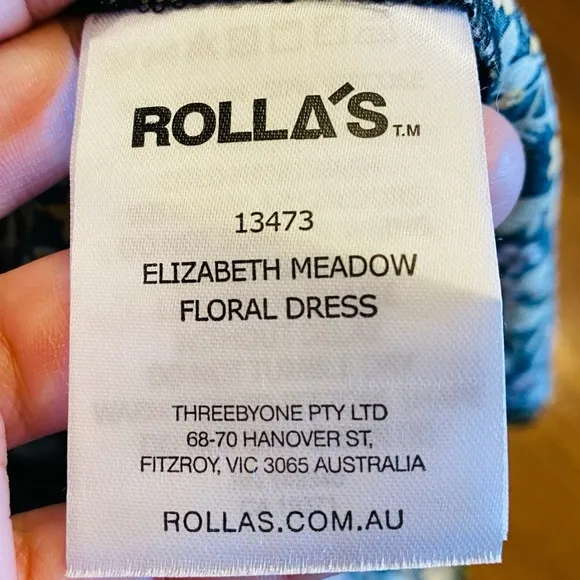 ROLLA'S T.M
13473
ELIZABETH MEADOW
FLORAL DRESS
THREEBYONE PTY LTD
68-70 HANOVER ST,
FITZROY, VIC 3065 AUSTRALIA
ROLLAS.COM.AU